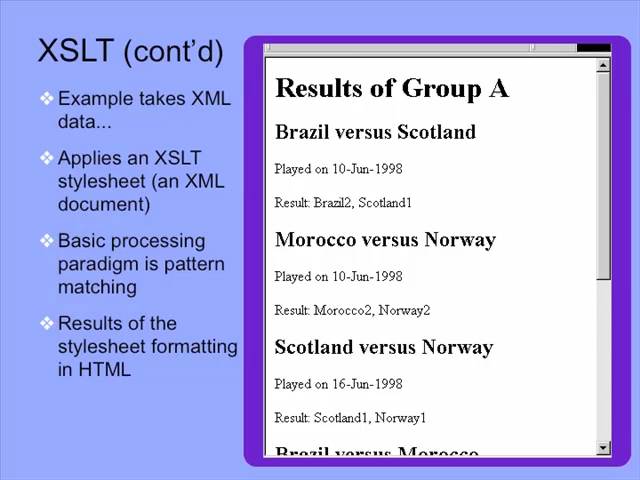 XSLT (cont’d)
Example takes XML
data...
Applies an XSLT
stylesheet (an XML
document)
Basic processing
paradigm is pattern
matching
Results of the
stylesheet formatting
in HTML
Results of Group A
Brazil versus Scotland
Played on 10-Jun-1998
Result: Brazil2, Scotland1
Morocco versus Norway
Played on 10-Jun-1998
Result: Morocco2, Norway2
Scotland versus Norway
Played on 16-Jun-1998
Result: Scotland1, Norway1
Brazil versus Morocco